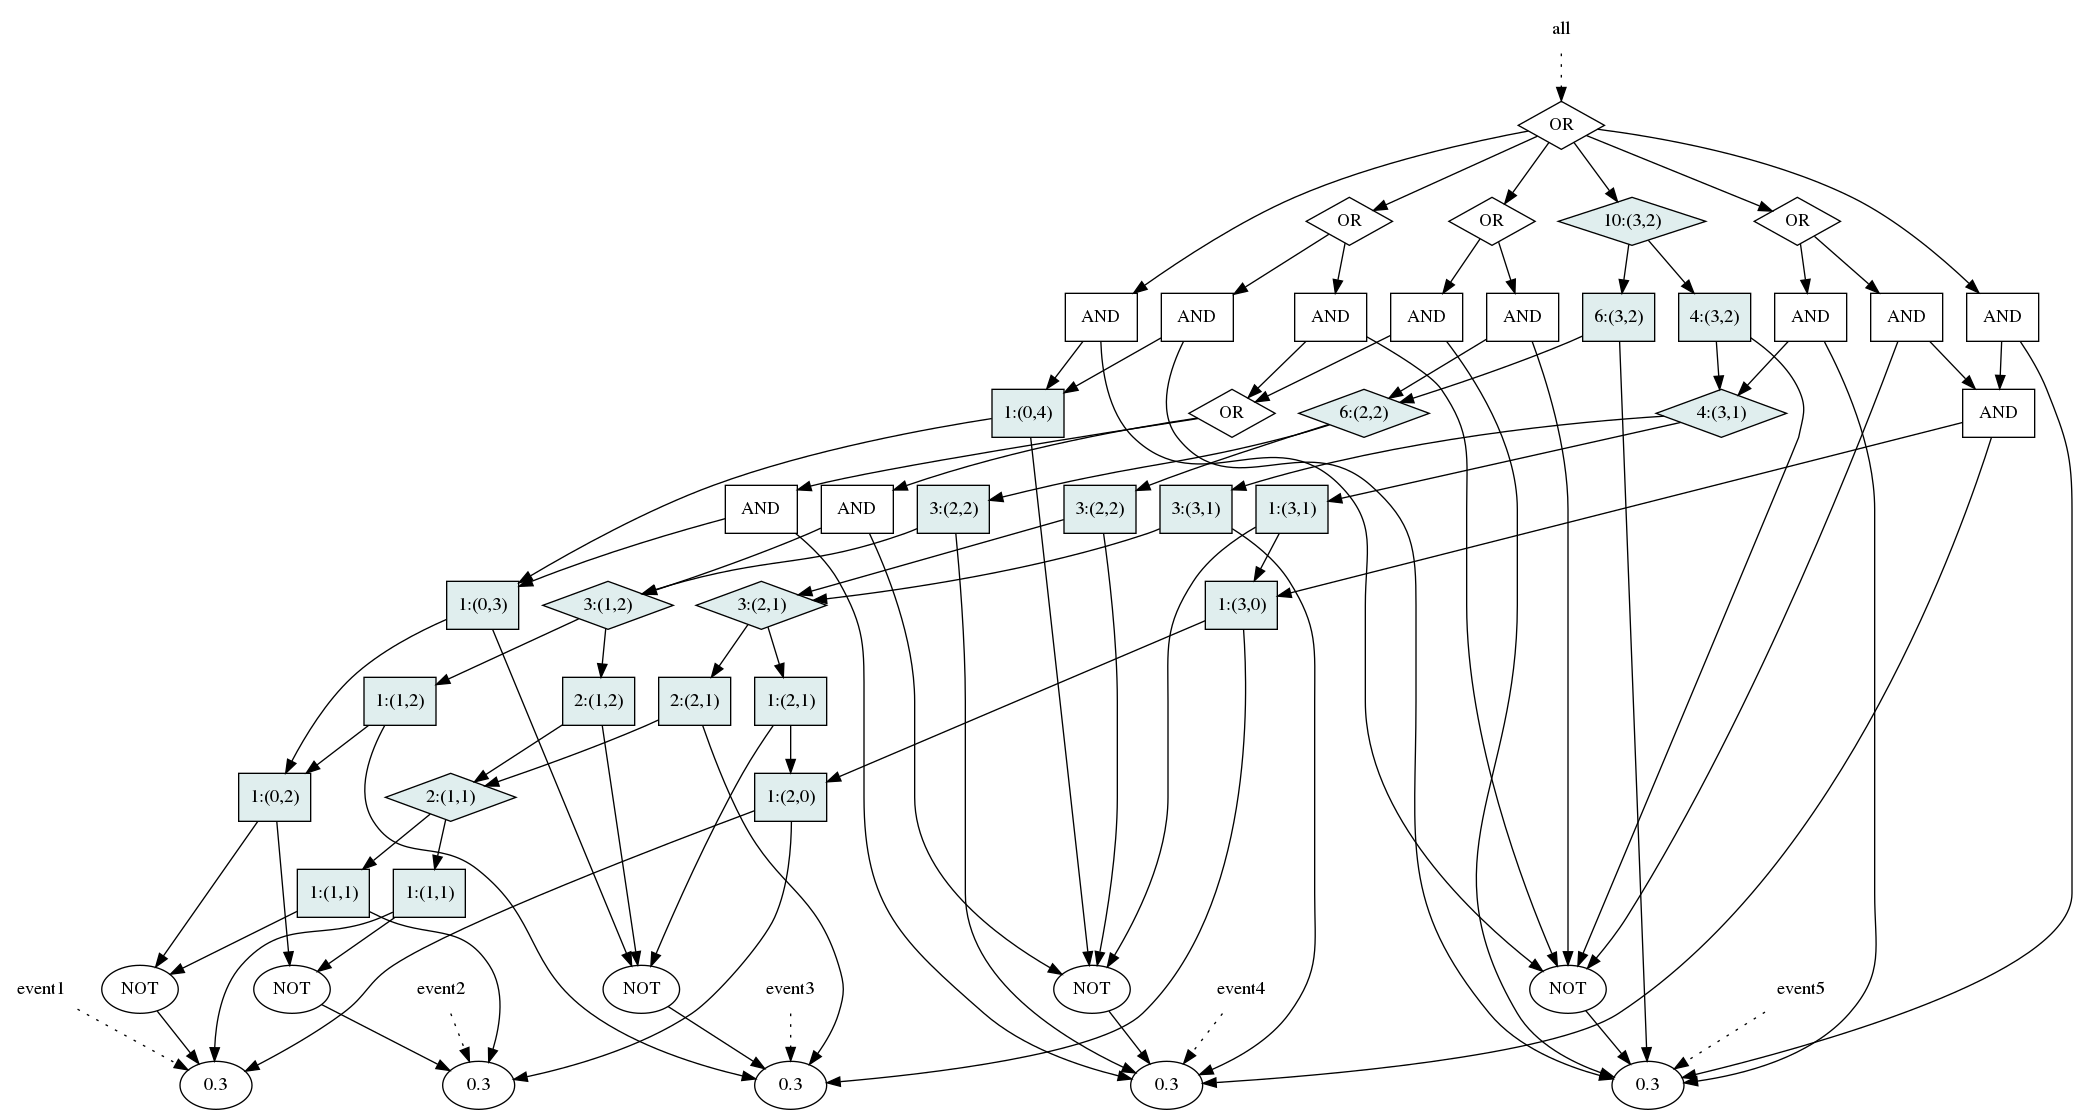 all
OR
OR
OR
10:(3,2)
OR
AND
AND
AND
AND
AND
6:(3,2)
4:(3,2)
AND
AND
AND
1:(0,4)
OR
6:(2,2)
4:(3,1)
AND
AND
AND
3:(2,2)
3:(2,2)
3:(3,1)
1:(3,1)
1:(0,3)
3:(1,2)
3:(2,1)
1:(3,0)
1:(1,2)
2:(1,2)
2:(2,1)
1:(2,1)
1:(0,2)
2:(1,1)
1:(2,0)
1:(1,1)
1:(1,1)
event1
NOT
NOT
event2
NOT
event3
NOT
event4
NOT
event5
0.3
0.3
0.3
0.3
0.3